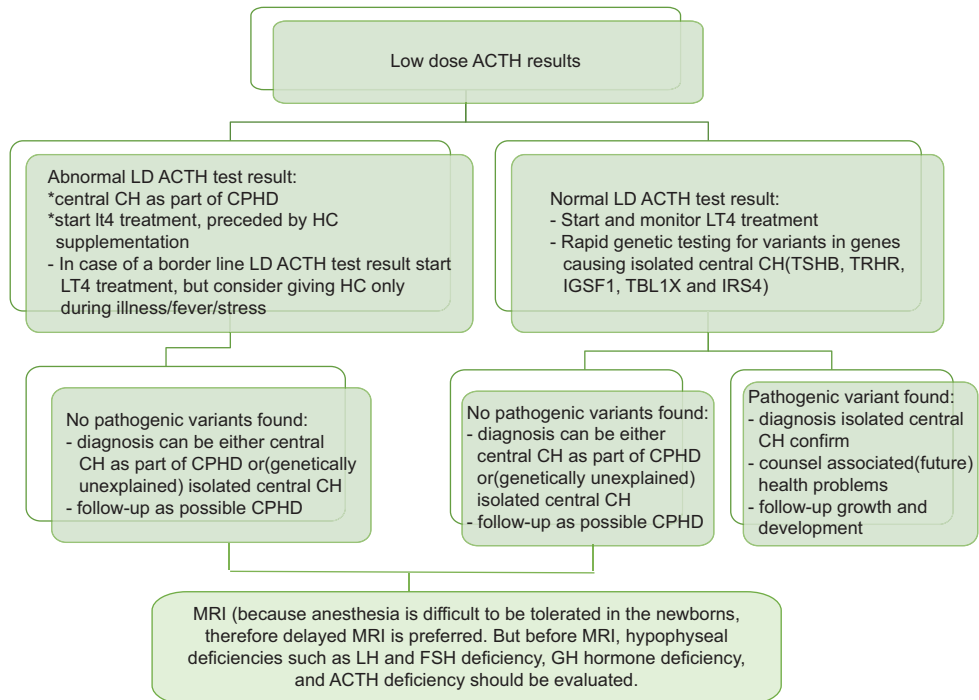 Low dose ACTH results
Abnormal LD ACTH test result:
*central CH as part of CPHD
*start lt4 treatment, preceded by HC
supplementation
- In case of a border line LD ACTH test result start
LT4 treatment, but consider giving HC only
during illness/fever/stress
Normal LD ACTH test result:
- Start and monitor LT4 treatment
- Rapid genetic testing for variants in genes
causing isolated central CH(TSHB, TRHR,
IGSF1, TBL1X and IRS4)
No pathogenic variants found:
- diagnosis can be either central
CH as part of CPHD or(genetically
unexplained) isolated central CH
- follow-up as possible CPHD
No pathogenic variants found:
- diagnosis can be either
central CH as part of CPHD
or(genetically unexplained)
isolated central CH
- follow-up as possible CPHD
Pathogenic variant found:
- diagnosis isolated central
CH confirm
- counsel associated(future)
health problems
- follow-up growth and
development
MRI (because anesthesia is difficult to be tolerated in the newborns,
therefore delayed MRI is preferred. But before MRI, hypophyseal
deficiencies such as LH and FSH deficiency, GH hormone deficiency,
and ACTH deficiency should be evaluated.